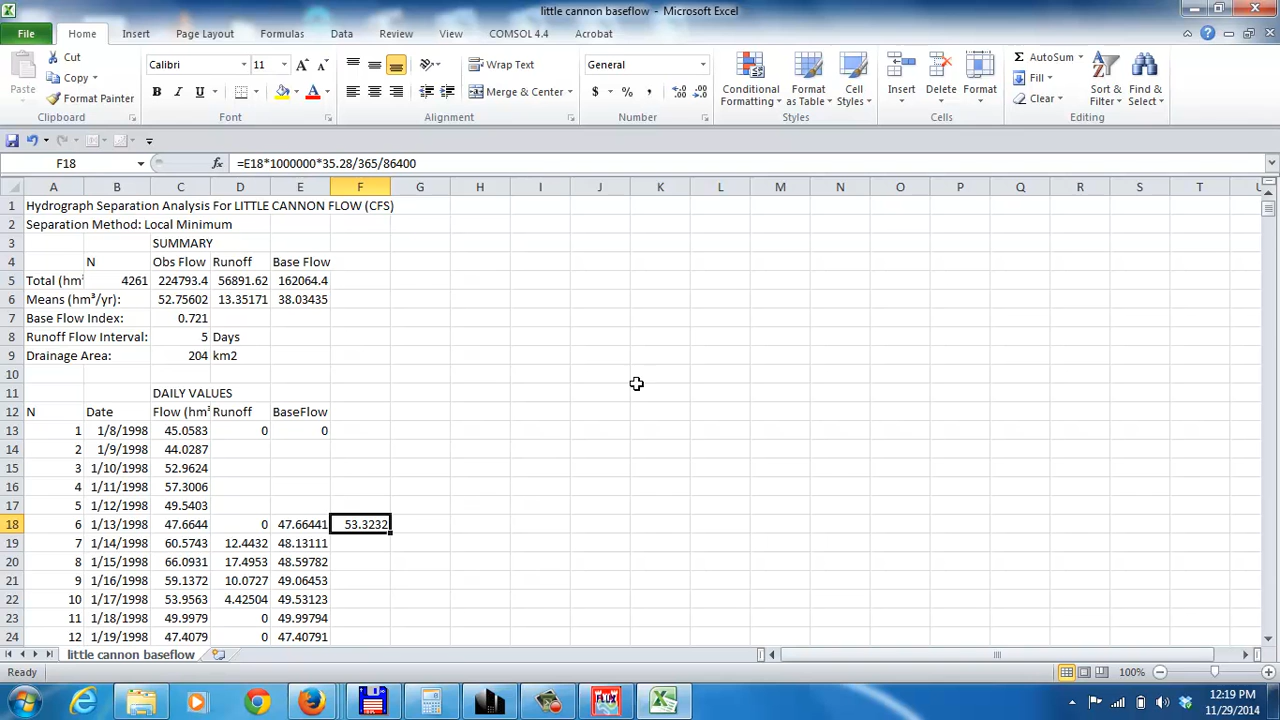 little cannon baseflow - Microsoft Excel
File Home Insert Page Layout Formulas Data Review View COMSOL 4.4 Acrobat
Cut Calibri 11 Wrap Text General AutoSum
Copy Fill
Paste Format Painter Merge & Center Conditional Formatting Format as Table Cell Styles Insert Delete Format Clear Sort & Filter Find & Select
Clipboard Font Alignment Number Styles Cells Editing
F18 fx =E18*1000000*35.28/365/86400
A B C D E F G H I J K L M N O P Q R S T U
1 Hydrograph Separation Analysis For LITTLE CANNON FLOW (CFS)
2 Separation Method: Local Minimum
3 SUMMARY
4 N Obs Flow Runoff Base Flow
5 Total (hm³ 4261 224793.4 56891.62 162064.4
6 Means (hm³/yr): 52.75602 13.35171 38.03435
7 Base Flow Index: 0.721
8 Runoff Flow Interval: 5 Days
9 Drainage Area: 204 km2
10
11 DAILY VALUES
12 N Date Flow (hm³ Runoff BaseFlow
13 1 1/8/1998 45.0583 0 0
14 2 1/9/1998 44.0287
15 3 1/10/1998 52.9624
16 4 1/11/1998 57.3006
17 5 1/12/1998 49.5403
18 6 1/13/1998 47.6644 0 47.66441 53.3232
19 7 1/14/1998 60.5743 12.4432 48.13111
20 8 1/15/1998 66.0931 17.4953 48.59782
21 9 1/16/1998 59.1372 10.0727 49.06453
22 10 1/17/1998 53.9563 4.42504 49.53123
23 11 1/18/1998 49.9979 0 49.99794
24 12 1/19/1998 47.4079 0 47.40791
little cannon baseflow
Ready 100%
FLUX
12:19 PM
11/29/2014